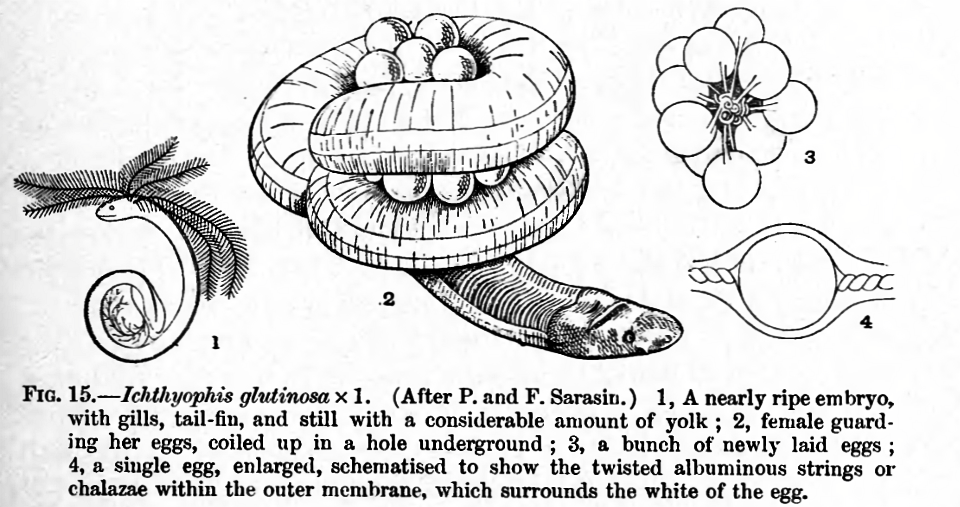 1
2
3
4
FIG. 15.—Ichthyophis glutinosa × 1. (After P. and F. Sarasin.) 1, A nearly ripe embryo,
with gills, tail-fin, and still with a considerable amount of yolk ; 2, female guard-
ing her eggs, coiled up in a hole underground ; 3, a bunch of newly laid eggs ;
4, a single egg, enlarged, schematised to show the twisted albuminous strings or
chalazae within the outer membrane, which surrounds the white of the egg.